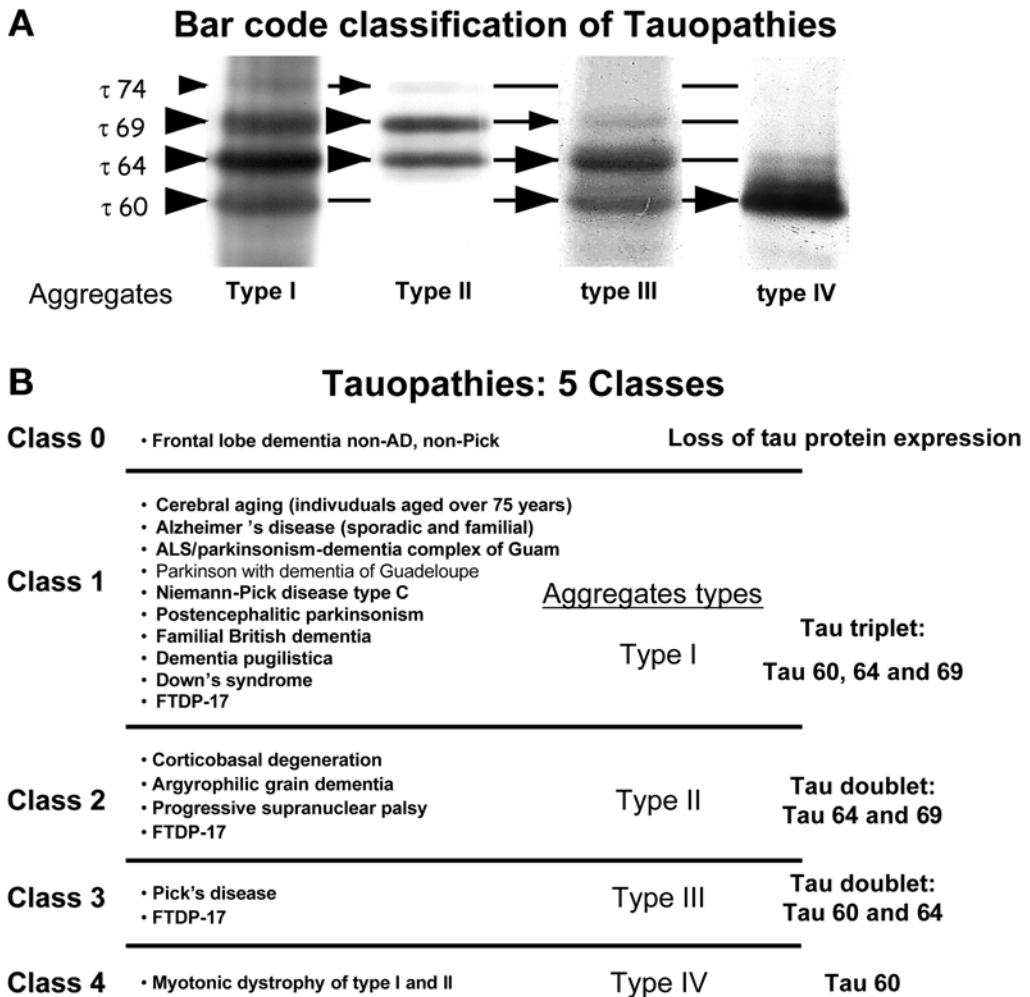 A
Bar code classification of Tauopathies
τ 74
τ 69
τ 64
τ 60
Aggregates Type I Type II type III type IV
B
Tauopathies: 5 Classes
Class 0
• Frontal lobe dementia non-AD, non-Pick
Loss of tau protein expression
Class 1
• Cerebral aging (indivuduals aged over 75 years)
• Alzheimer 's disease (sporadic and familial)
• ALS/parkinsonism-dementia complex of Guam
• Parkinson with dementia of Guadeloupe
• Niemann-Pick disease type C
• Postencephalitic parkinsonism
• Familial British dementia
• Dementia pugilistica
• Down's syndrome
• FTDP-17
Aggregates types
Type I
Tau triplet:
Tau 60, 64 and 69
Class 2
• Corticobasal degeneration
• Argyrophilic grain dementia
• Progressive supranuclear palsy
• FTDP-17
Type II
Tau doublet:
Tau 64 and 69
Class 3
• Pick's disease
• FTDP-17
Type III
Tau doublet:
Tau 60 and 64
Class 4
• Myotonic dystrophy of type I and II
Type IV
Tau 60